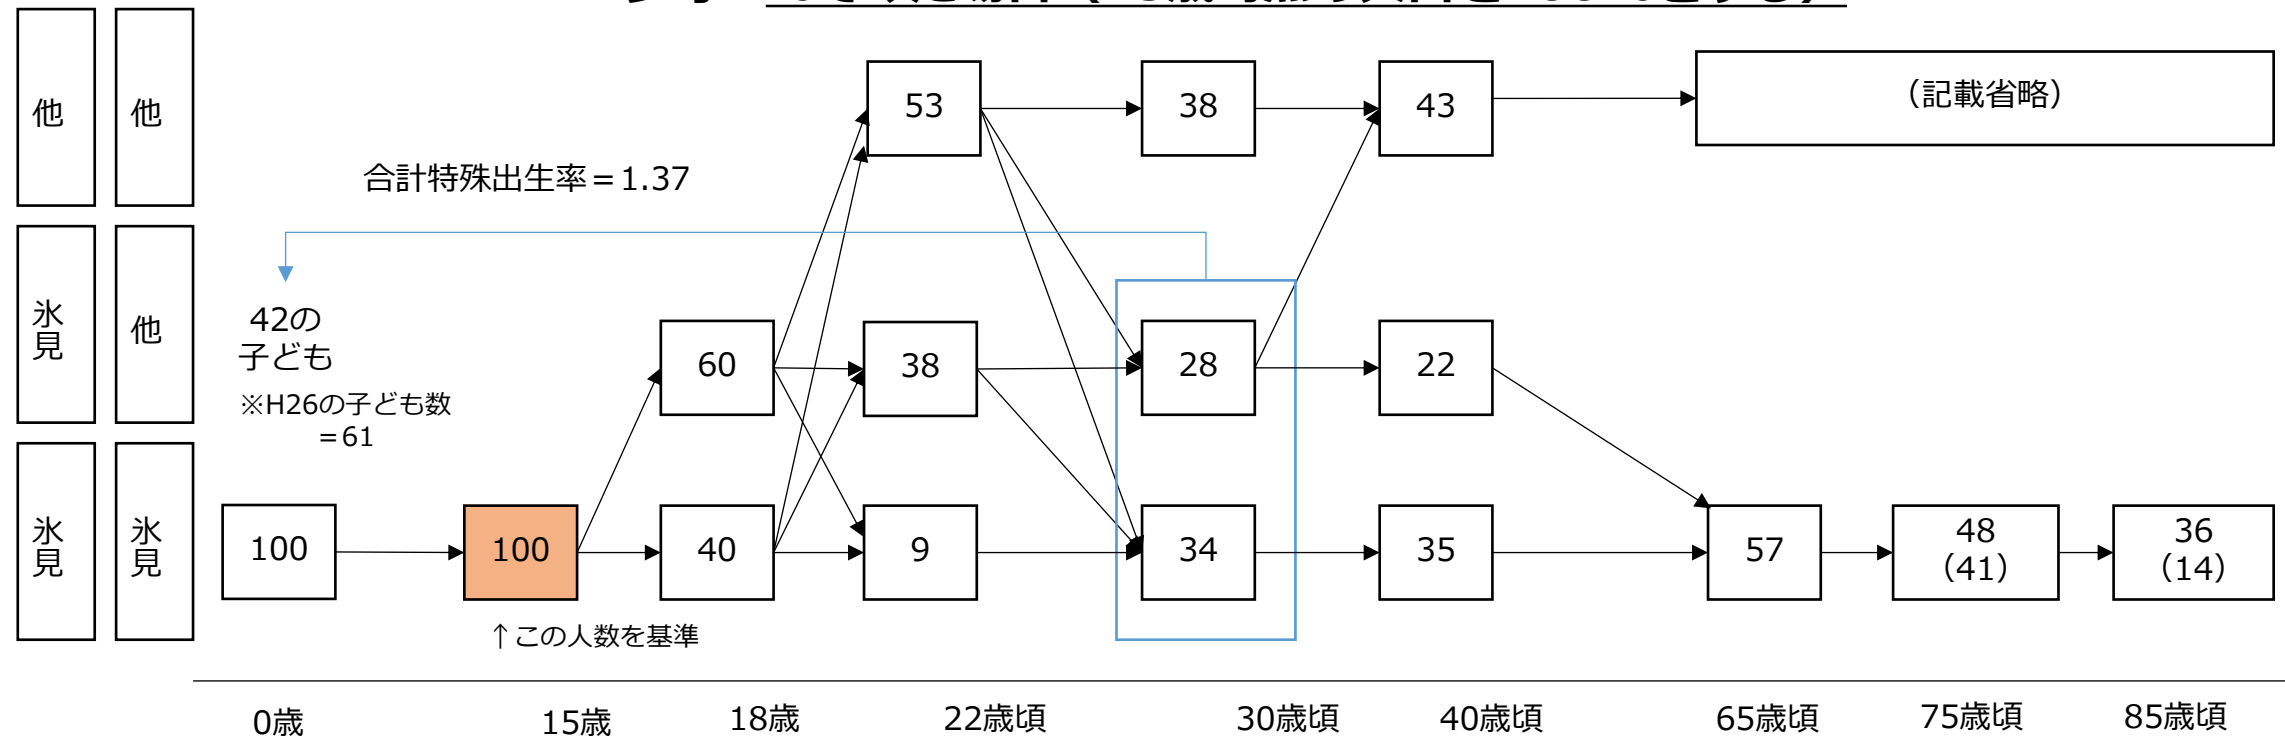 他
他
53
38
43
（記載省略）
合計特殊出生率＝1.37
氷見
他
42の
子ども
※H26の子ども数
＝61
60
38
28
22
氷見
氷見
100
100
40
9
34
35
57
48
（41）
36
（14）
↑この人数を基準
0歳
15歳
18歳
22歳頃
30歳頃
40歳頃
65歳頃
75歳頃
85歳頃